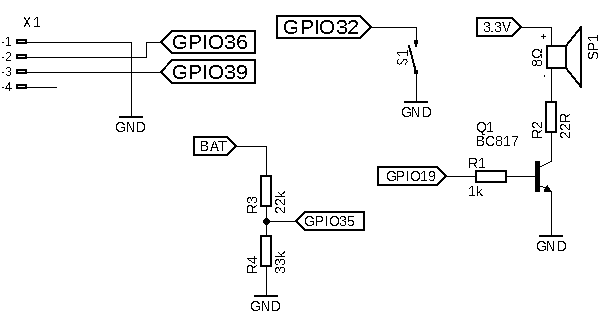 X1
-1
-2
-3
-4
GPIO36
GPIO39
GND
GPIO32
S1
GND
3.3V
+
8Ω
-
SP1
R2
22R
Q1
BC817
GPIO19
R1
1k
GND
BAT
R3
22k
GPIO35
R4
33k
GND